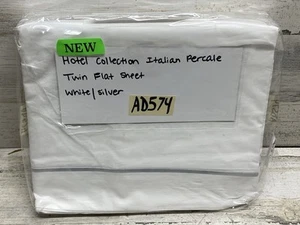 NEW
Hotel Collection Italian Percale
Twin Flat Sheet
White/Silver
AD574